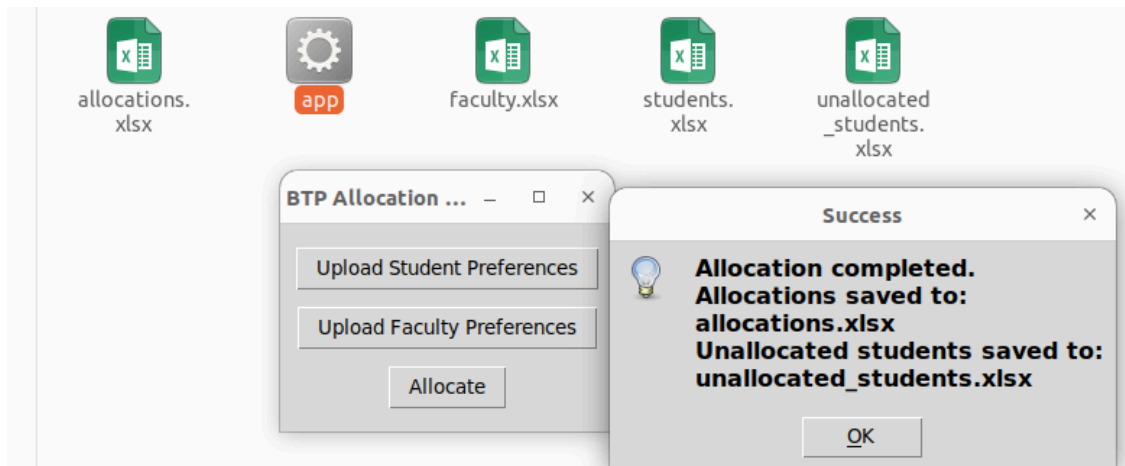 allocations.
xlsx
app
faculty.xlsx
students.
xlsx
unallocated
_students.
xlsx
BTP Allocation ...
Upload Student Preferences
Upload Faculty Preferences
Allocate
Success
Allocation completed.
Allocations saved to:
allocations.xlsx
Unallocated students saved to:
unallocated_students.xlsx
OK